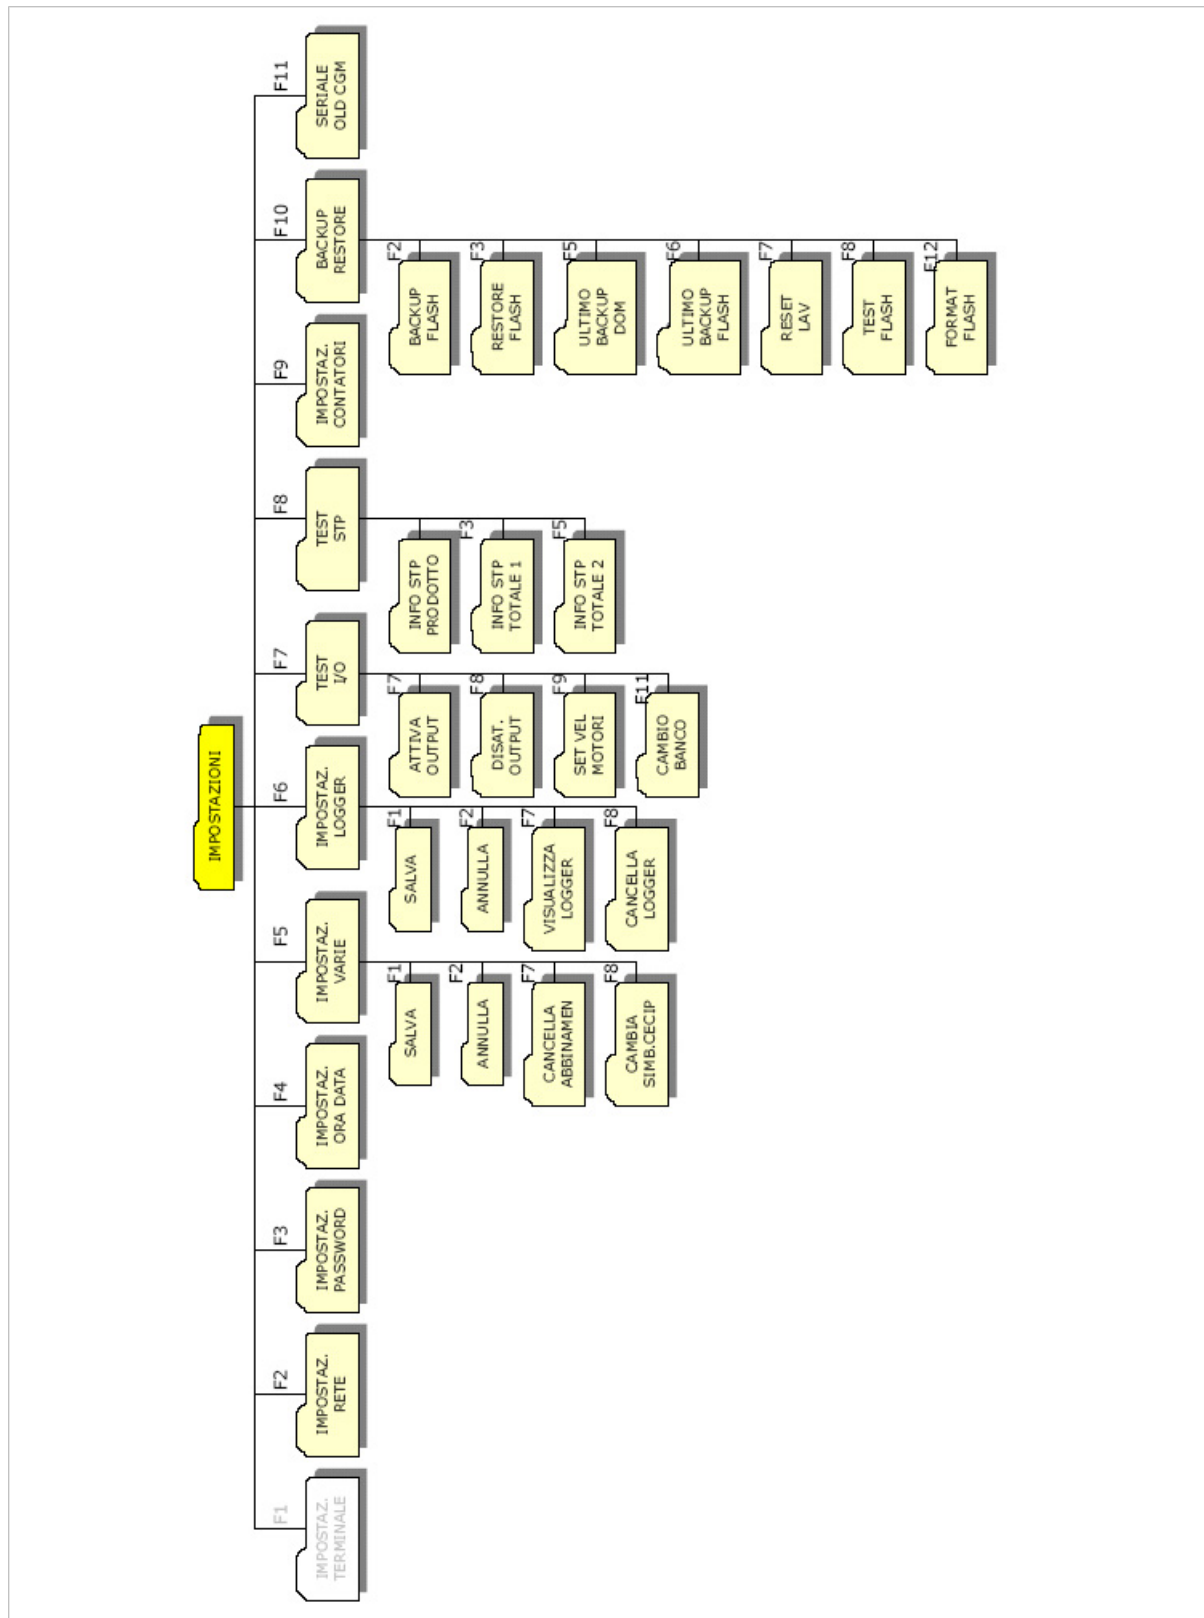 IMPOSTAZIONI
F1
IMPOSTAZ.
TERMINALE
F2
IMPOSTAZ.
RETE
F3
IMPOSTAZ.
PASSWORD
F4
IMPOSTAZ.
ORA DATA
F5
IMPOSTAZ.
VARIE
F1
SALVA
F2
ANNULLA
F7
CANCELLA
ABBINAMEN
F8
CAMBIA
SIMB.CECIP
F6
IMPOSTAZ.
LOGGER
F1
SALVA
F2
ANNULLA
F7
VISUALIZZA
LOGGER
F8
CANCELLA
LOGGER
F7
TEST
I/O
F7
ATTIVA
OUTPUT
F8
DISAT.
OUTPUT
F9
SET VEL
MOTORI
F11
CAMBIO
BANCO
F8
TEST
STP
INFO STP
PRODOTTO
F3
INFO STP
TOTALE 1
F5
INFO STP
TOTALE 2
F9
IMPOSTAZ.
CONTATORI
F10
BACKUP
RESTORE
F2
BACKUP
FLASH
F3
RESTORE
FLASH
F5
ULTIMO
BACKUP
DOM
F6
ULTIMO
BACKUP
FLASH
F7
RESET
LAV
F8
TEST
FLASH
F12
FORMAT
FLASH
F11
SERIALE
OLD CGM